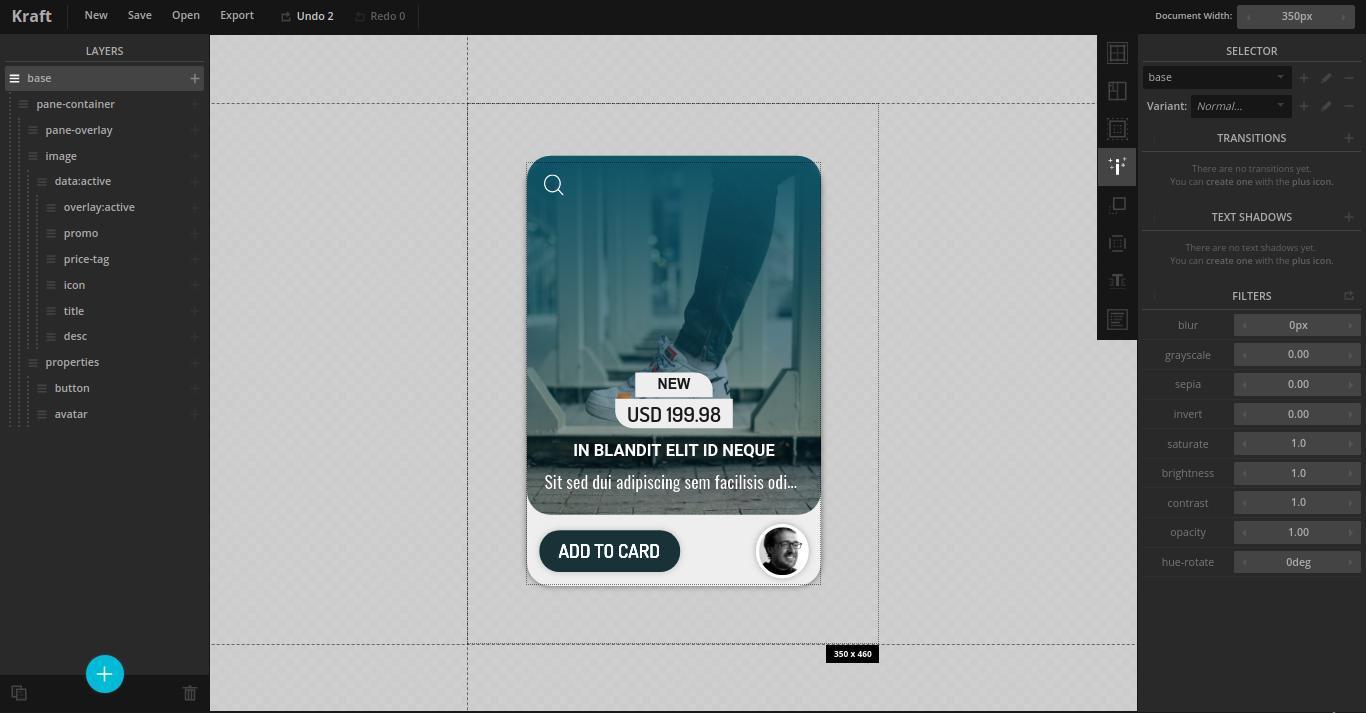 Kraft
New
Save
Open
Export
Undo 2
Redo 0
Document Width:
350px
LAYERS
base
pane-container
pane-overlay
image
data:active
overlay:active
promo
price-tag
icon
title
desc
properties
button
avatar
NEW
USD 199.98
IN BLANDIT ELIT ID NEQUE
Sit sed dui adipiscing sem facilisis odi...
ADD TO CARD
350 x 460
SELECTOR
base
Variant:
Normal...
TRANSITIONS
There are no transitions yet.
You can create one with the plus icon.
TEXT SHADOWS
There are no text shadows yet.
You can create one with the plus icon.
FILTERS
blur
0px
grayscale
0.00
sepia
0.00
invert
0.00
saturate
1.0
brightness
1.0
contrast
1.0
opacity
1.00
hue-rotate
0deg